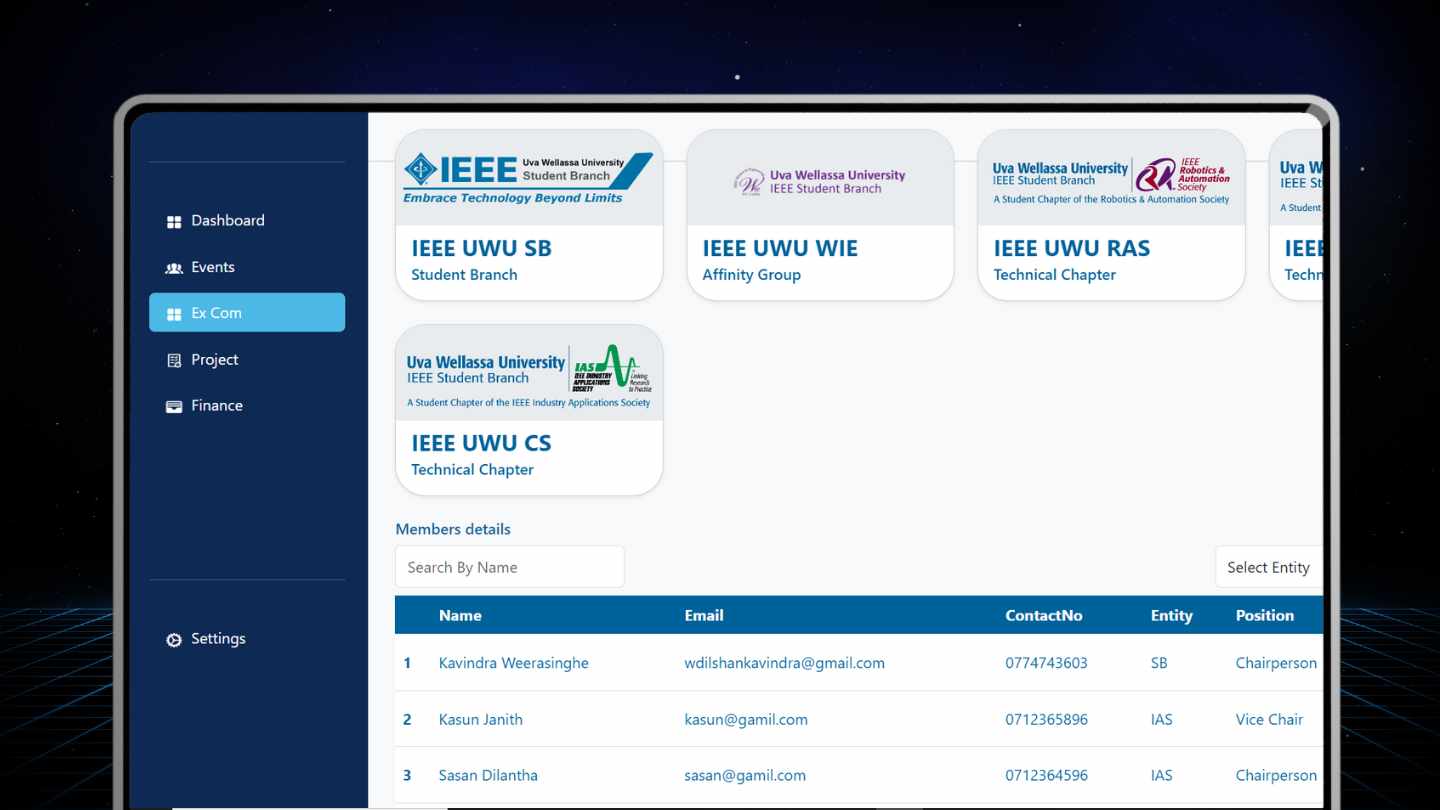 Dashboard
Events
Ex Com
Project
Finance
Settings
IEEE Uva Wellassa University
Student Branch
Embrace Technology Beyond Limits
IEEE UWU SB
Student Branch
Uva Wellassa University
IEEE Student Branch
IEEE UWU WIE
Affinity Group
Uva Wellassa University
IEEE Student Branch
IEEE
Robotics &
Automation
Society
A Student Chapter of the Robotics & Automation Society
IEEE UWU RAS
Technical Chapter
Uva W
IEEE St
A Student
IEEE
Techn
Uva Wellassa University
IEEE Student Branch
IAS
IEEE INDUSTRY
APPLICATIONS
SOCIETY
Linking
Research
to Practice
A Student Chapter of the IEEE Industry Applications Society
IEEE UWU CS
Technical Chapter
Members details
Search By Name
Select Entity
Name Email ContactNo Entity Position
1 Kavindra Weerasinghe wdilshankavindra@gmail.com 0774743603 SB Chairperson
2 Kasun Janith kasun@gamil.com 0712365896 IAS Vice Chair
3 Sasan Dilantha sasan@gamil.com 0712364596 IAS Chairperson